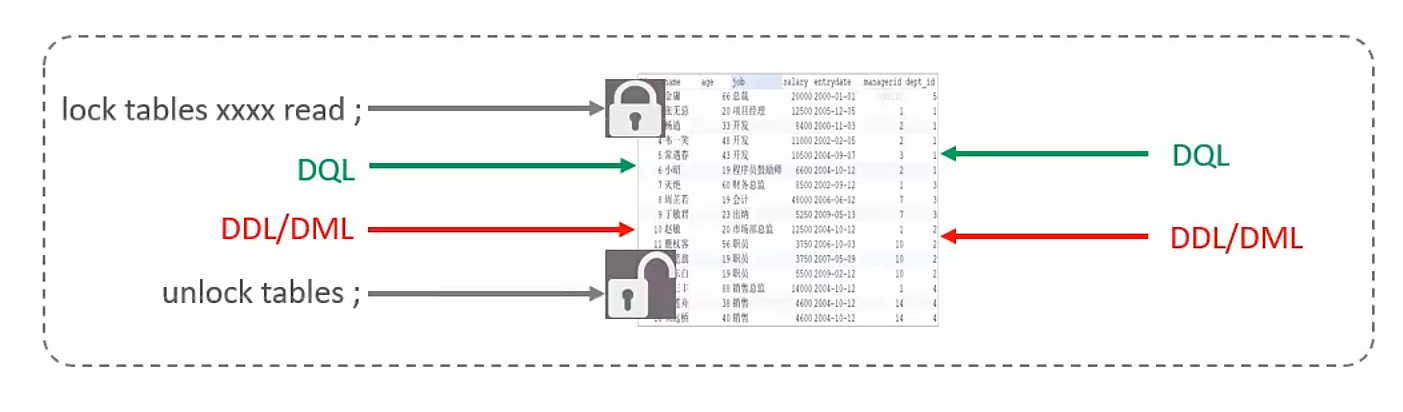 lock tables xxxx read ;
DQL
DDL/DML
unlock tables ;
name age job salary entrydate managerid dept_id
金庸 66 总裁 20000 2000-01-01 5
张无忌 20 项目经理 12500 2005-12-05 1 1
杨逍 33 开发 8400 2000-11-03 2 1
4 韦一笑 48 开发 11000 2002-02-05 2 1
5 常遇春 43 开发 10500 2004-09-07 3 1
6 小昭 19 程序员鼓励师 6600 2004-10-12 2 1
7 灭绝 60 财务总监 8500 2002-09-12 1 3
8 周芷若 19 会计 48000 2006-06-02 7 3
9 丁敏君 23 出纳 5250 2009-05-13 7 3
10 赵敏 20 市场部总监 12500 2004-10-12 1 2
11 鹿杖客 56 职员 3750 2006-10-03 10 2
19 职员 3750 2007-05-09 10 2
东白 19 职员 5500 2009-02-12 10 2
三丰 88 销售总监 14000 2004-10-12 1 4
莲舟 38 销售 4600 2004-10-12 14 4
远桥 40 销售 4600 2004-10-12 14 4
DQL
DDL/DML